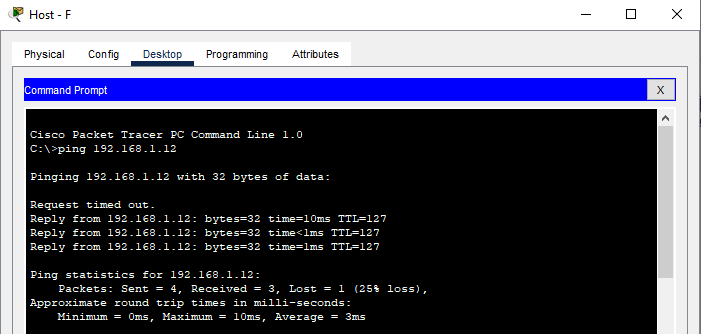 Host - F
Physical Config Desktop Programming Attributes
Command Prompt
X
Cisco Packet Tracer PC Command Line 1.0
C:\>ping 192.168.1.12
Pinging 192.168.1.12 with 32 bytes of data:
Request timed out.
Reply from 192.168.1.12: bytes=32 time=10ms TTL=127
Reply from 192.168.1.12: bytes=32 time<1ms TTL=127
Reply from 192.168.1.12: bytes=32 time=1ms TTL=127
Ping statistics for 192.168.1.12:
Packets: Sent = 4, Received = 3, Lost = 1 (25% loss),
Approximate round trip times in milli-seconds:
Minimum = 0ms, Maximum = 10ms, Average = 3ms